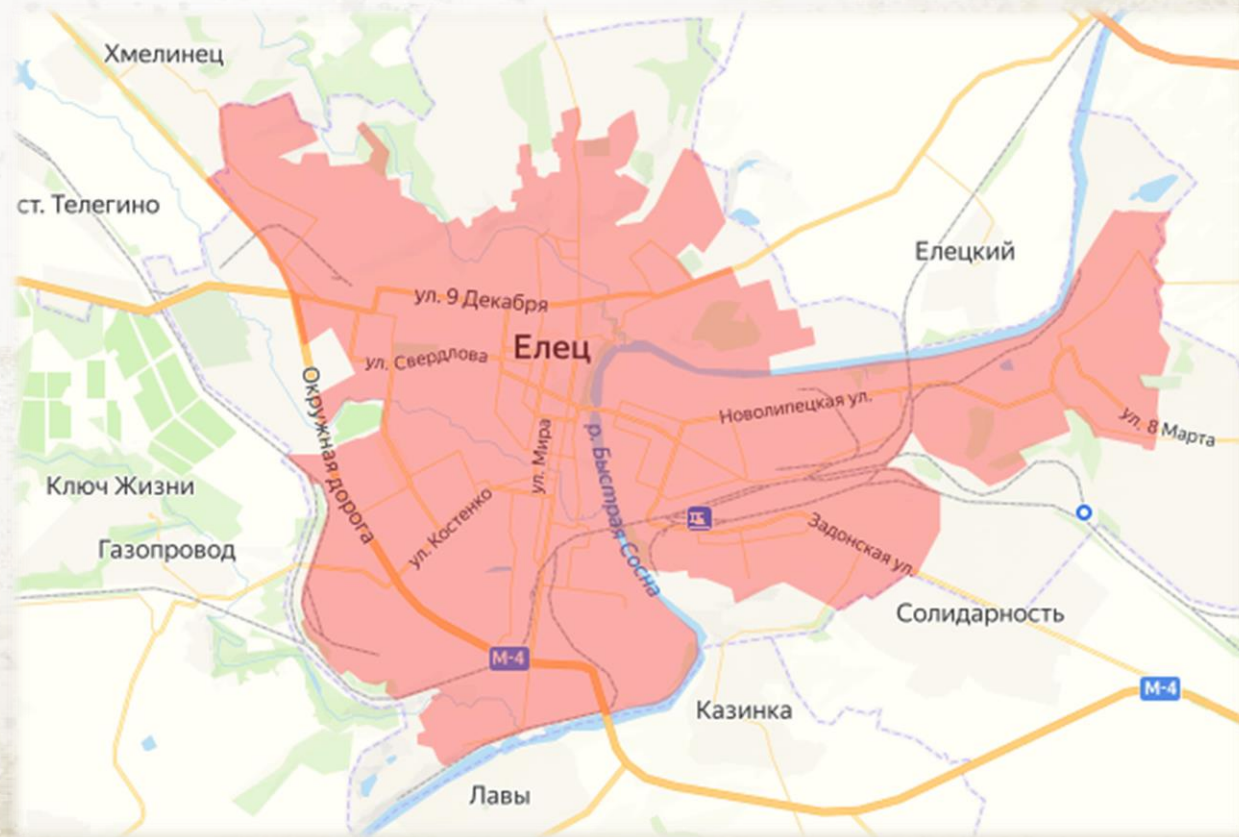 Хмелинец
ст. Телегино
Елецкий
ул. 9 Декабря
Елец
ул. Свердлова
Окружная дорога
Новолипецкая ул.
ул. 8 Марта
ул. Мира
р. Быстрая Сосна
Ключ Жизни
ул. Костенко
Газопровод
Задонская ул.
Солидарность
М-4
М-4
Казинка
Лавы